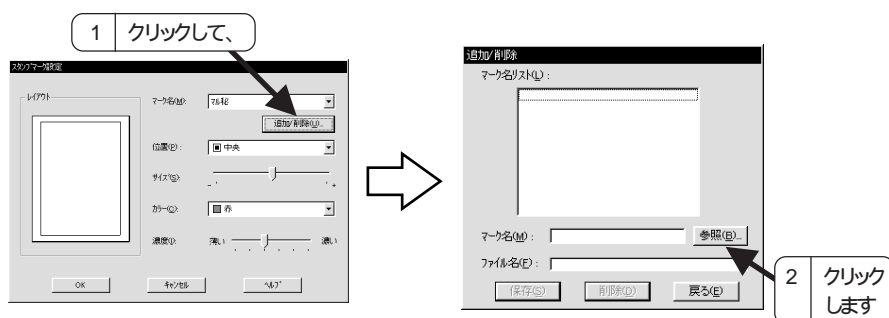 1 クリックして、
スタンプマーク設定
レイアウト
マーク名(M):
マル秘
追加/削除(U)...
位置(P):
中央
サイズ(S):
- +
カラー(C):
赤
濃度(I):
薄い 濃い
OK キャンセル ヘルプ
追加/削除
マーク名リスト(L):
マーク名(M): 参照(B)...
ファイル名(F):
保存(S) 削除(D) 戻る(E)
2 クリック
します